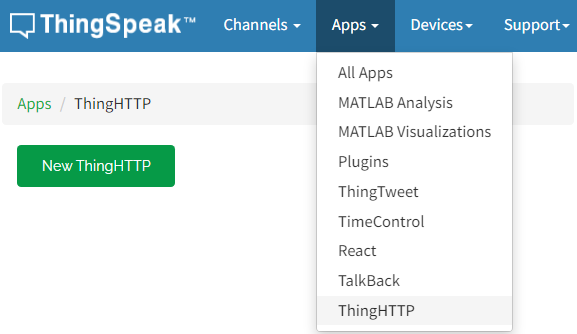 ThingSpeak™ Channels Apps Devices Support
All Apps
MATLAB Analysis
Apps / ThingHTTP
MATLAB Visualizations
New ThingHTTP
Plugins
ThingTweet
TimeControl
React
TalkBack
ThingHTTP